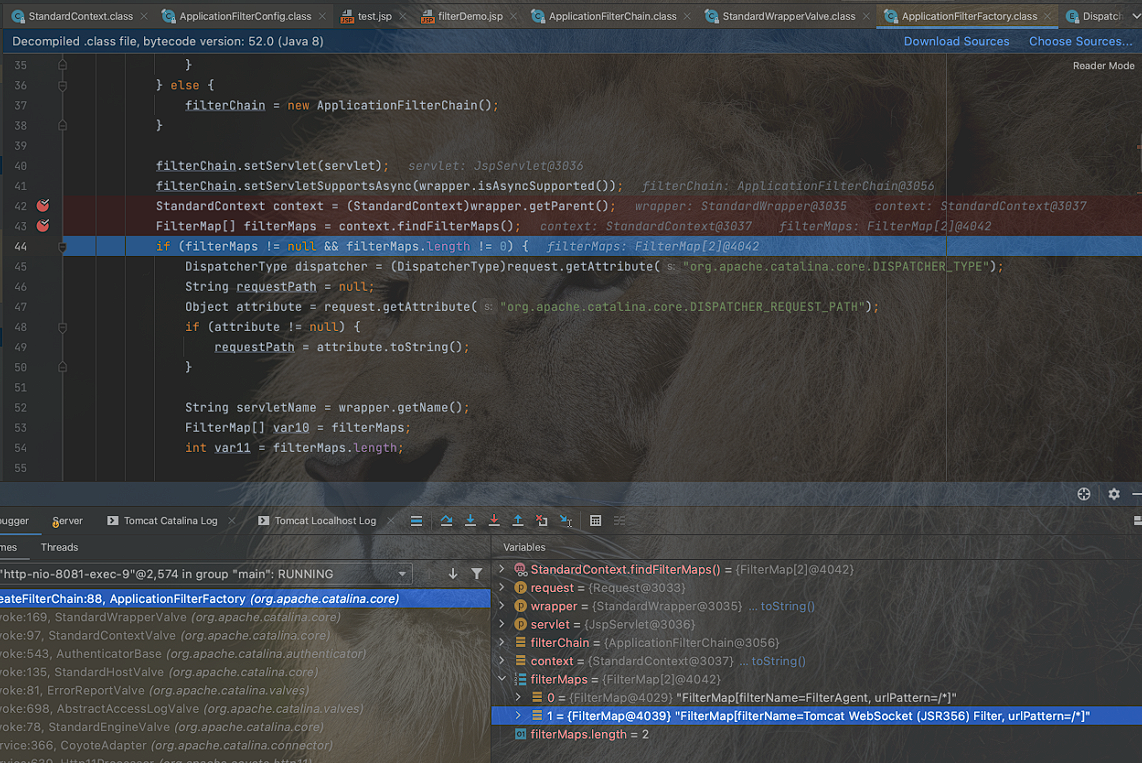 StandardContext.class ApplicationFilterConfig.class test.jsp filterDemo.jsp ApplicationFilterChain.class StandardWrapperValve.class ApplicationFilterFactory.class Dispatch
Decompiled .class file, bytecode version: 52.0 (Java 8) Download Sources Choose Sources...
Reader Mode
35 }
36 } else {
37 filterChain = new ApplicationFilterChain();
38 }
39
40 filterChain.setServlet(servlet); servlet: JspServlet@3036
41 filterChain.setServletSupportsAsync(wrapper.isAsyncSupported()); filterChain: ApplicationFilterChain@3056
42 StandardContext context = (StandardContext)wrapper.getParent(); wrapper: StandardWrapper@3035 context: StandardContext@3037
43 FilterMap[] filterMaps = context.findFilterMaps(); context: StandardContext@3037 filterMaps: FilterMap[2]@4042
44 if (filterMaps != null && filterMaps.length != 0) { filterMaps: FilterMap[2]@4042
45 DispatcherType dispatcher = (DispatcherType)request.getAttribute( s: "org.apache.catalina.core.DISPATCHER_TYPE");
46 String requestPath = null;
47 Object attribute = request.getAttribute( s: "org.apache.catalina.core.DISPATCHER_REQUEST_PATH");
48 if (attribute != null) {
49 requestPath = attribute.toString();
50 }
51
52 String servletName = wrapper.getName();
53 FilterMap[] var10 = filterMaps;
54 int var11 = filterMaps.length;
55
bugger Server Tomcat Catalina Log Tomcat Localhost Log
mes Threads
"http-nio-8081-exec-9"@2,574 in group "main": RUNNING
eateFilterChain:88, ApplicationFilterFactory (org.apache.catalina.core)
voke:169, StandardWrapperValve (org.apache.catalina.core)
voke:97, StandardContextValve (org.apache.catalina.core)
voke:543, AuthenticatorBase (org.apache.catalina.authenticator)
voke:135, StandardHostValve (org.apache.catalina.core)
voke:81, ErrorReportValve (org.apache.catalina.valves)
voke:698, AbstractAccessLogValve (org.apache.catalina.valves)
voke:78, StandardEngineValve (org.apache.catalina.core)
rvice:366, CoyoteAdapter (org.apache.catalina.connector)
rvice:639, Http11Processor (org.apache.coyote.http11)
Variables
StandardContext.findFilterMaps() = {FilterMap[2]@4042}
request = {Request@3033}
wrapper = {StandardWrapper@3035} ... toString()
servlet = {JspServlet@3036}
filterChain = {ApplicationFilterChain@3056}
context = {StandardContext@3037} ... toString()
filterMaps = {FilterMap[2]@4042}
0 = {FilterMap@4029} "FilterMap[filterName=FilterAgent, urlPattern=/*]"
1 = {FilterMap@4039} "FilterMap[filterName=Tomcat WebSocket (JSR356) Filter, urlPattern=/*]"
filterMaps.length = 2